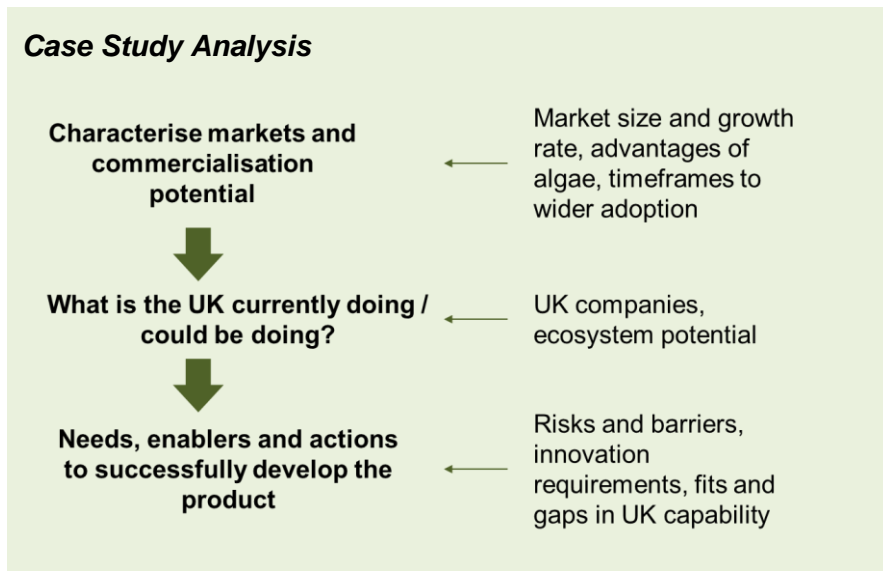 Case Study Analysis
Characterise markets and
commercialisation
potential
Market size and growth
rate, advantages of
algae, timeframes to
wider adoption
What is the UK currently doing /
could be doing?
UK companies,
ecosystem potential
Needs, enablers and actions
to successfully develop the
product
Risks and barriers,
innovation
requirements, fits and
gaps in UK capability